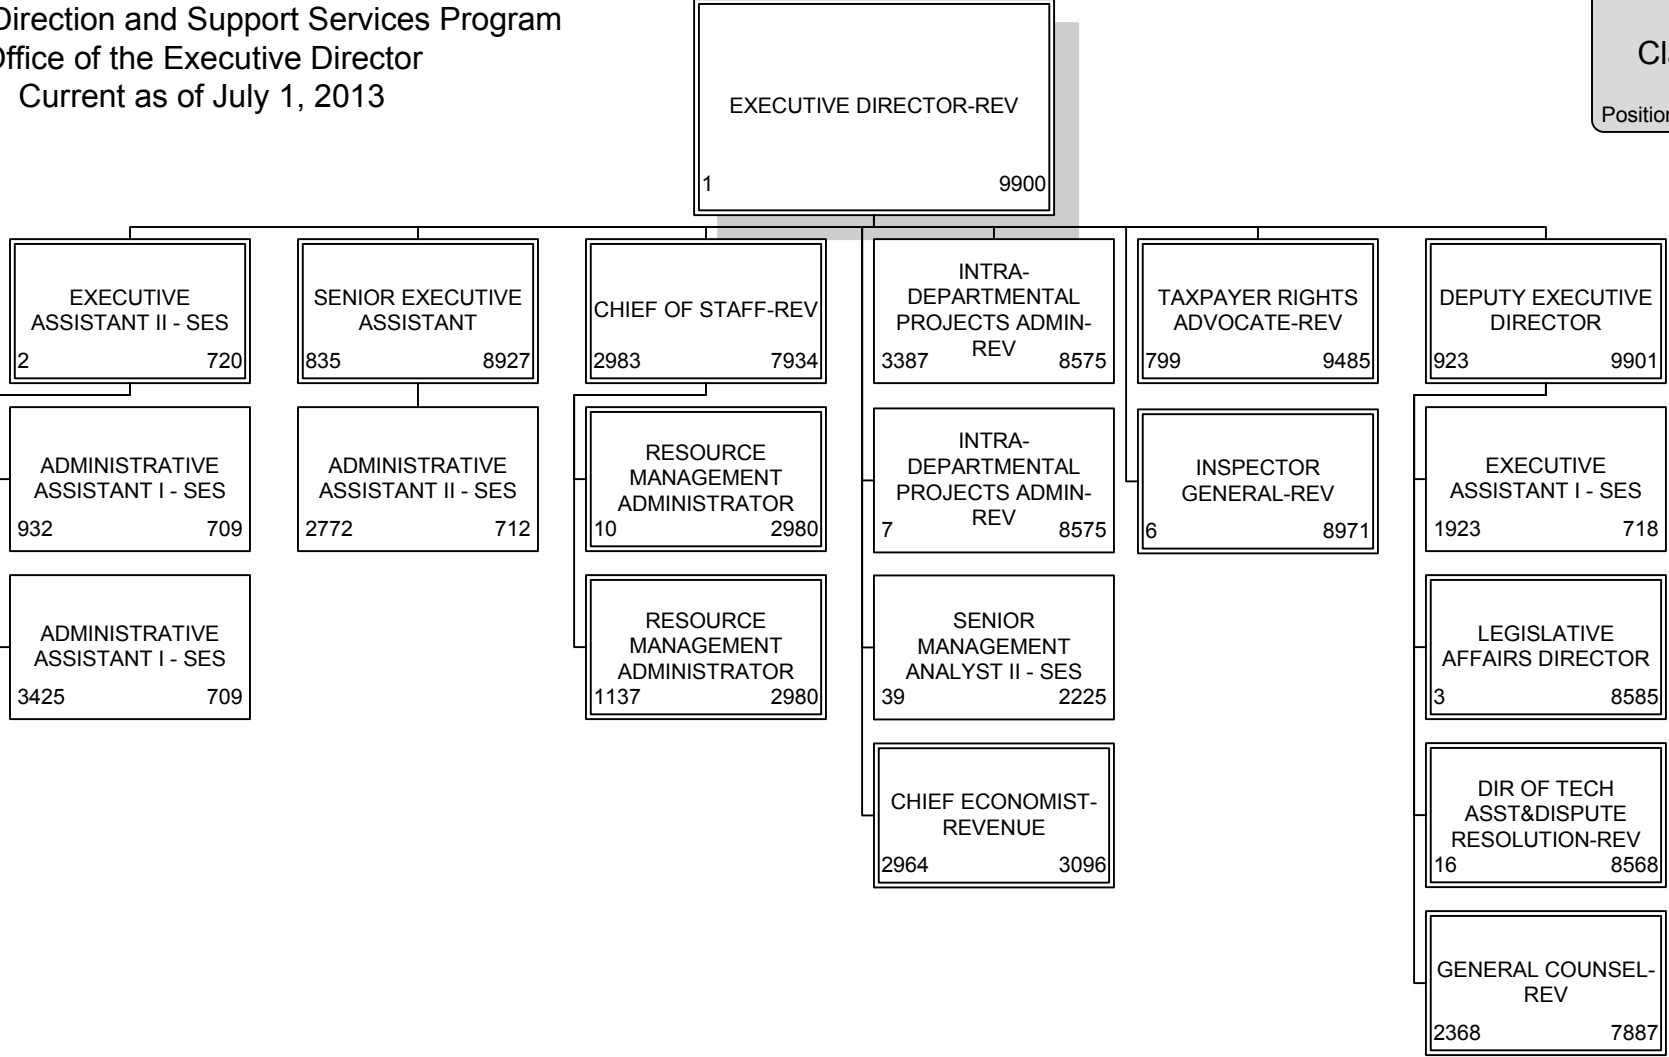 Direction and Support Services Program
Office of the Executive Director
Current as of July 1, 2013
EXECUTIVE DIRECTOR-REV
1 9900
Position
EXECUTIVE
ASSISTANT II - SES
2 720
SENIOR EXECUTIVE
ASSISTANT
835 8927
CHIEF OF STAFF-REV
2983 7934
INTRA-
DEPARTMENTAL
PROJECTS ADMIN-
REV
3387 8575
TAXPAYER RIGHTS
ADVOCATE-REV
799 9485
DEPUTY EXECUTIVE
DIRECTOR
923 9901
ADMINISTRATIVE
ASSISTANT I - SES
932 709
ADMINISTRATIVE
ASSISTANT II - SES
2772 712
RESOURCE
MANAGEMENT
ADMINISTRATOR
10 2980
INTRA-
DEPARTMENTAL
PROJECTS ADMIN-
REV
7 8575
INSPECTOR
GENERAL-REV
6 8971
EXECUTIVE
ASSISTANT I - SES
1923 718
ADMINISTRATIVE
ASSISTANT I - SES
3425 709
RESOURCE
MANAGEMENT
ADMINISTRATOR
1137 2980
SENIOR
MANAGEMENT
ANALYST II - SES
39 2225
LEGISLATIVE
AFFAIRS DIRECTOR
3 8585
CHIEF ECONOMIST-
REVENUE
2964 3096
DIR OF TECH
ASST&DISPUTE
RESOLUTION-REV
16 8568
GENERAL COUNSEL-
REV
2368 7887